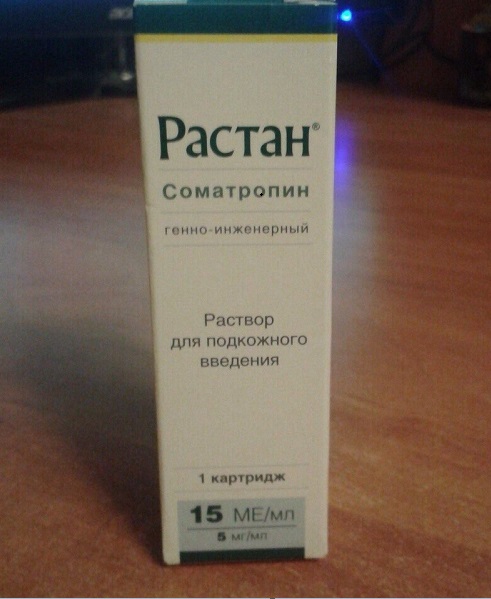 Растан®
Соматропин
генно-инженерный
Раствор
для подкожного
введения
1 картридж
15 МЕ/мл
5 мг/мл